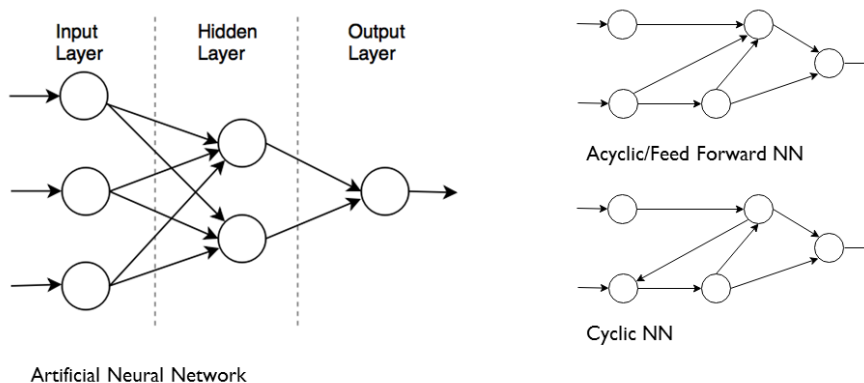 Input
Layer
Hidden
Layer
Output
Layer
Artificial Neural Network
Acyclic/Feed Forward NN
Cyclic NN